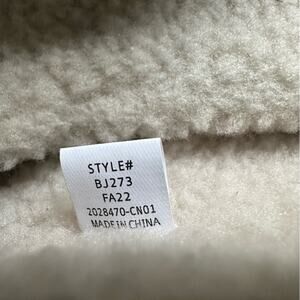 STYLE#
BJ273
FA22
2028470-CN01
MADE IN CHINA